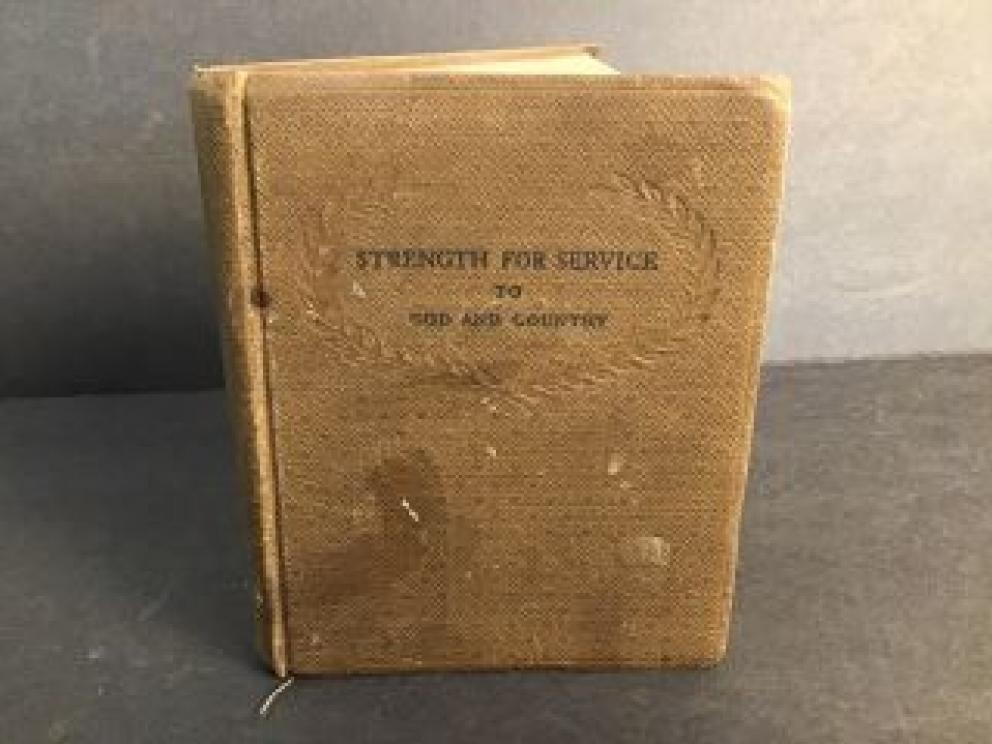 STRENGTH FOR SERVICE
TO
GOD AND COUNTRY